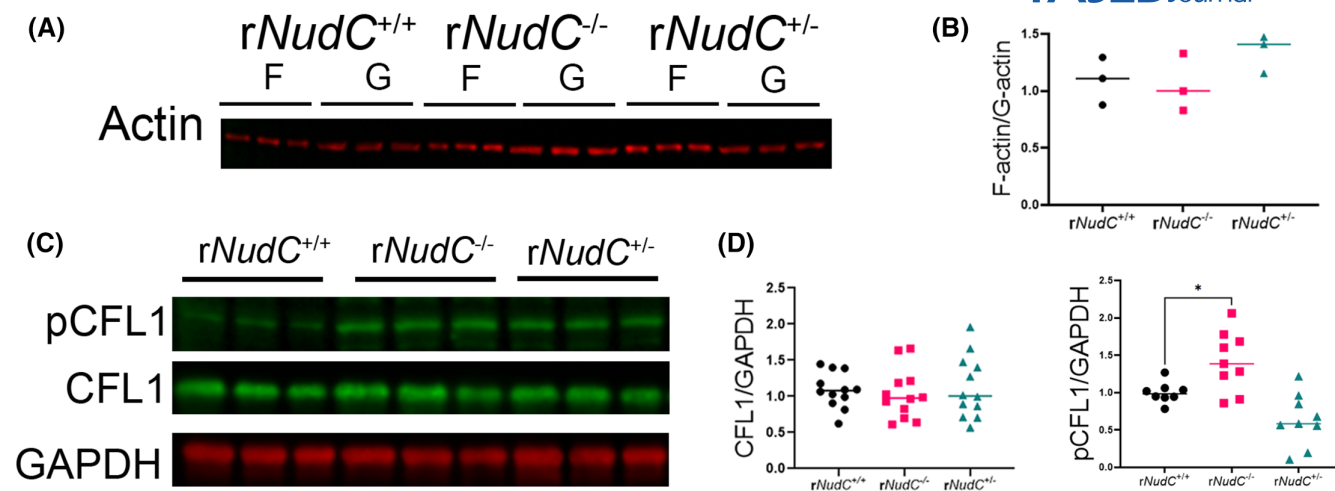 Journal
(A)
rNudC+/+ rNudC-/- rNudC+/-
F G F G F G
Actin
(B)
F-actin/G-actin
1.5
1.0
0.5
0.0
rNudC+/+ rNudC-/- rNudC+/-
(C)
rNudC+/+ rNudC-/- rNudC+/-
pCFL1
CFL1
GAPDH
(D)
CFL1/GAPDH
2.5
2.0
1.5
1.0
0.5
0.0
rNudC+/+ rNudC-/- rNudC+/-
pCFL1/GAPDH
2.5
2.0
1.5
1.0
0.5
0.0
*
rNudC+/+ rNudC-/- rNudC+/-